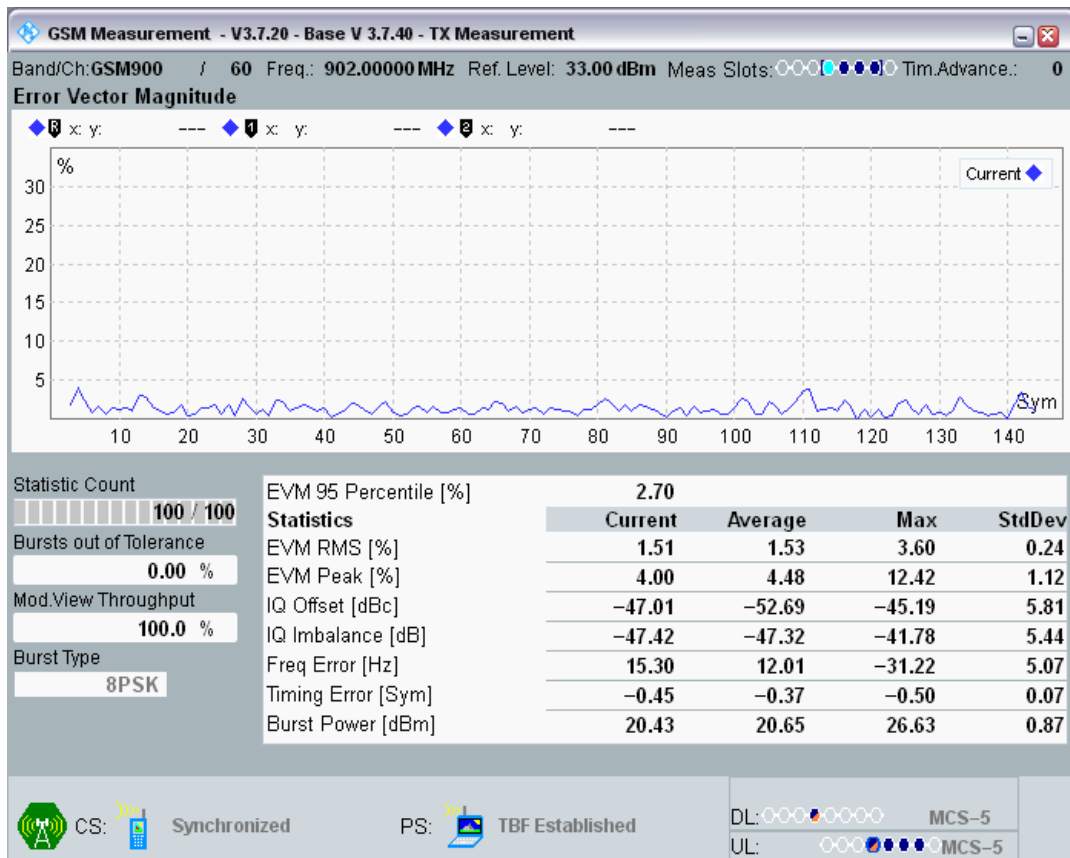 GSM Measurement - V3.7.20 - Base V 3.7.40 - TX Measurement
Band/Ch:GSM900 / 60 Freq.: 902.00000 MHz Ref. Level: 33.00 dBm Meas Slots: Tim.Advance.: 0
Error Vector Magnitude
R x: y: --- 1 x: y: --- 2 x: y: ---
%
Current
30
25
20
15
10
5
Sym
10 20 30 40 50 60 70 80 90 100 110 120 130 140
Statistic Count
100 / 100
Bursts out of Tolerance
0.00 %
Mod.View Throughput
100.0 %
Burst Type
8PSK
EVM 95 Percentile [%] 2.70
Statistics Current Average Max StdDev
EVM RMS [%] 1.51 1.53 3.60 0.24
EVM Peak [%] 4.00 4.48 12.42 1.12
IQ Offset [dBc] −47.01 −52.69 −45.19 5.81
IQ Imbalance [dB] −47.42 −47.32 −41.78 5.44
Freq Error [Hz] 15.30 12.01 −31.22 5.07
Timing Error [Sym] −0.45 −0.37 −0.50 0.07
Burst Power [dBm] 20.43 20.65 26.63 0.87
CS: Synchronized PS: TBF Established
DL: MCS−5
UL: MCS−5